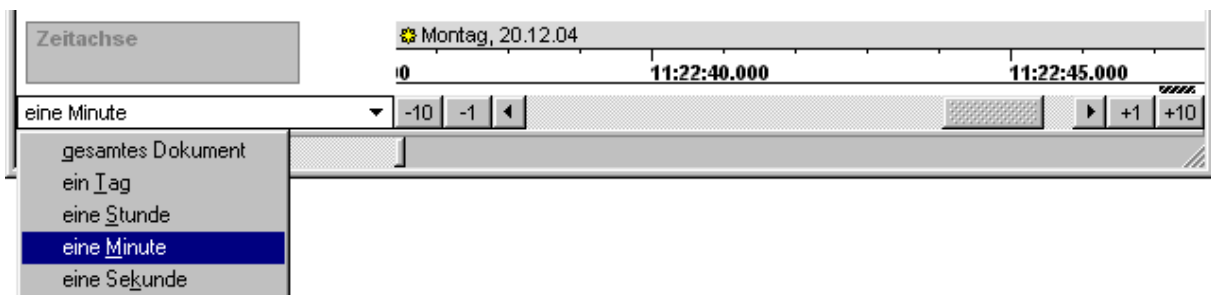 Zeitachse
Montag, 20.12.04
11:22:40.000 11:22:45.000
eine Minute -10 -1 +1 +10
gesamtes Dokument
ein Tag
eine Stunde
eine Minute
eine Sekunde